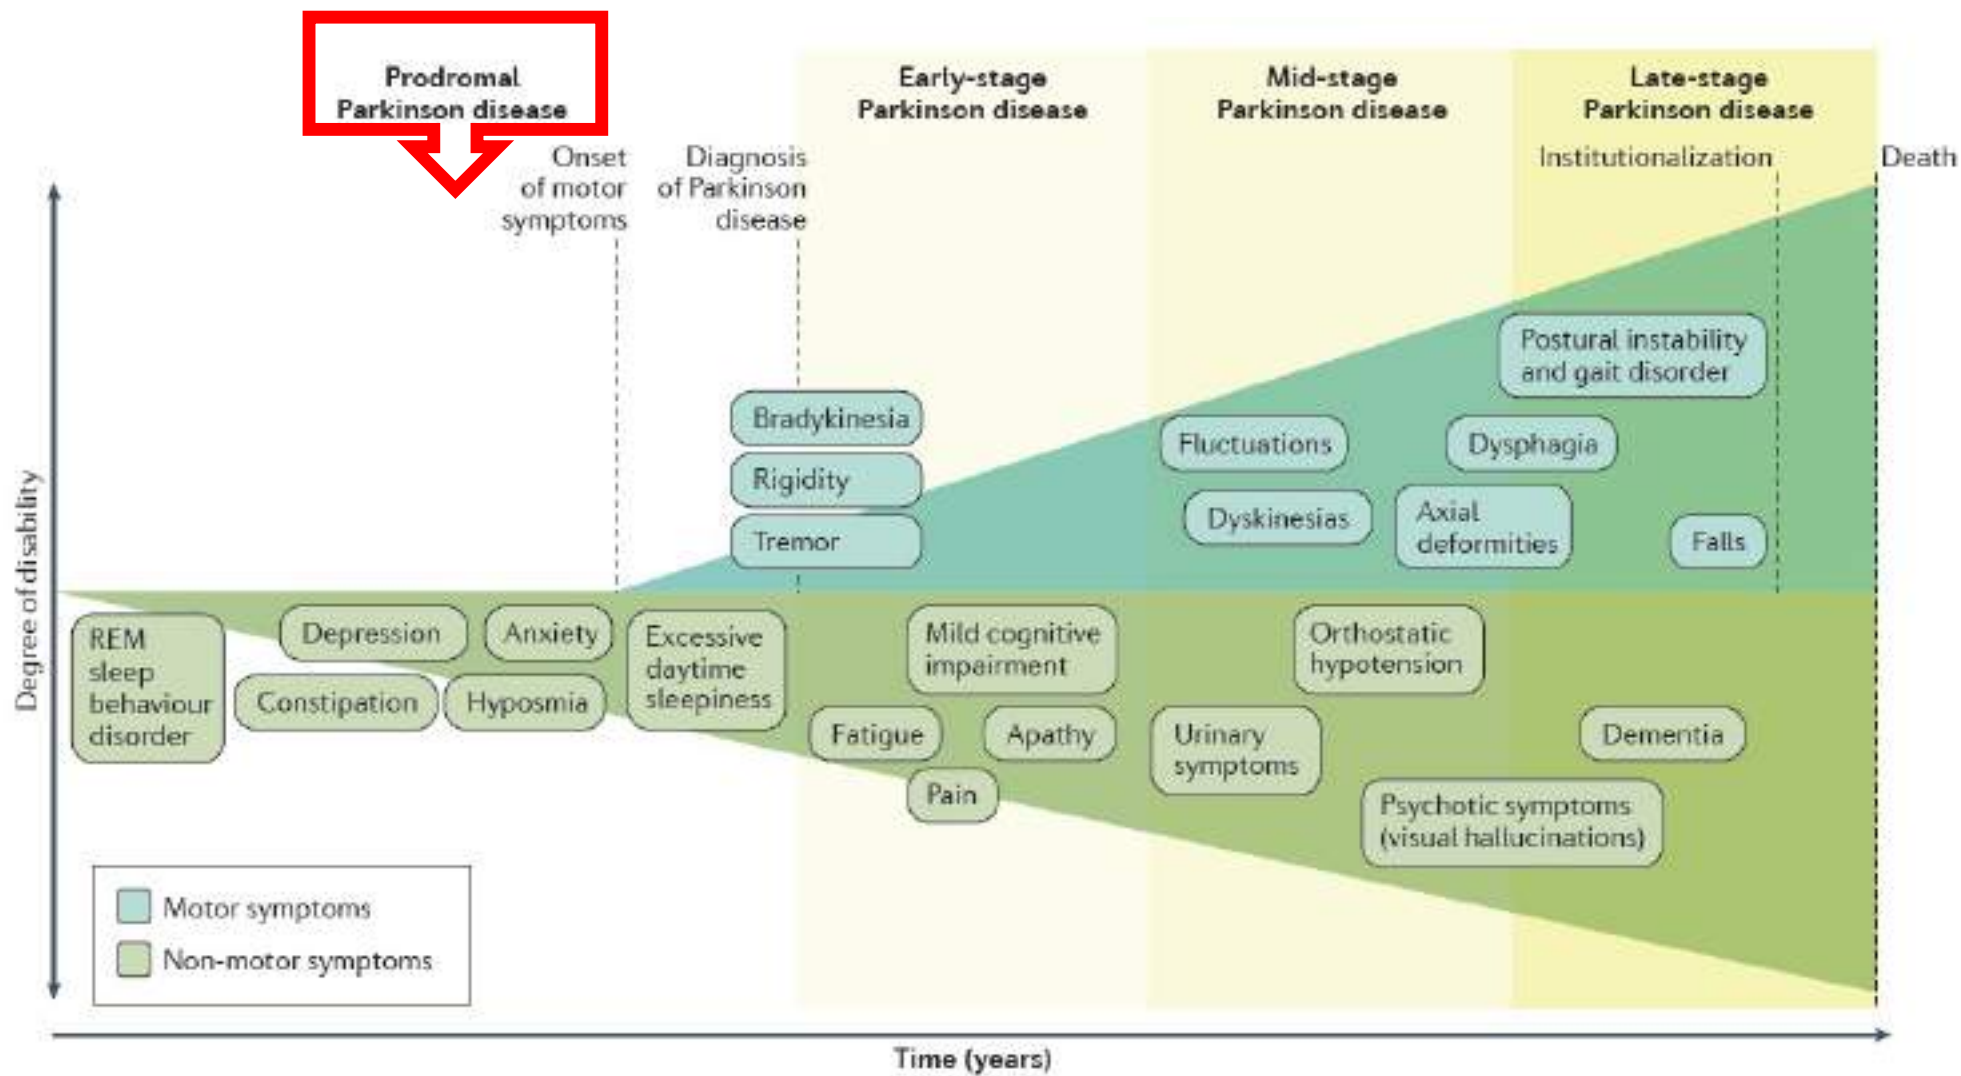 Prodromal
Parkinson disease
Early-stage
Parkinson disease
Mid-stage
Parkinson disease
Late-stage
Parkinson disease
Onset
of motor
symptoms
Diagnosis
of Parkinson
disease
Institutionalization
Death
Degree of disability
Bradykinesia
Rigidity
Tremor
Fluctuations
Dyskinesias
Postural instability
and gait disorder
Dysphagia
Axial
deformities
Falls
REM
sleep
behaviour
disorder
Depression
Constipation
Anxiety
Hyposmia
Excessive
daytime
sleepiness
Mild cognitive
impairment
Fatigue
Apathy
Pain
Orthostatic
hypotension
Urinary
symptoms
Dementia
Psychotic symptoms
(visual hallucinations)
Motor symptoms
Non-motor symptoms
Time (years)